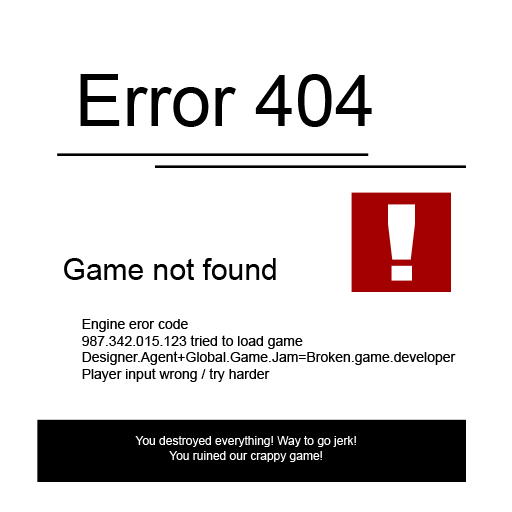 Error 404
!
Game not found
Engine eror code
987.342.015.123 tried to load game
Designer.Agent+Global.Game.Jam=Broken.game.developer
Player input wrong / try harder
You destroyed everything! Way to go jerk!
You ruined our crappy game!